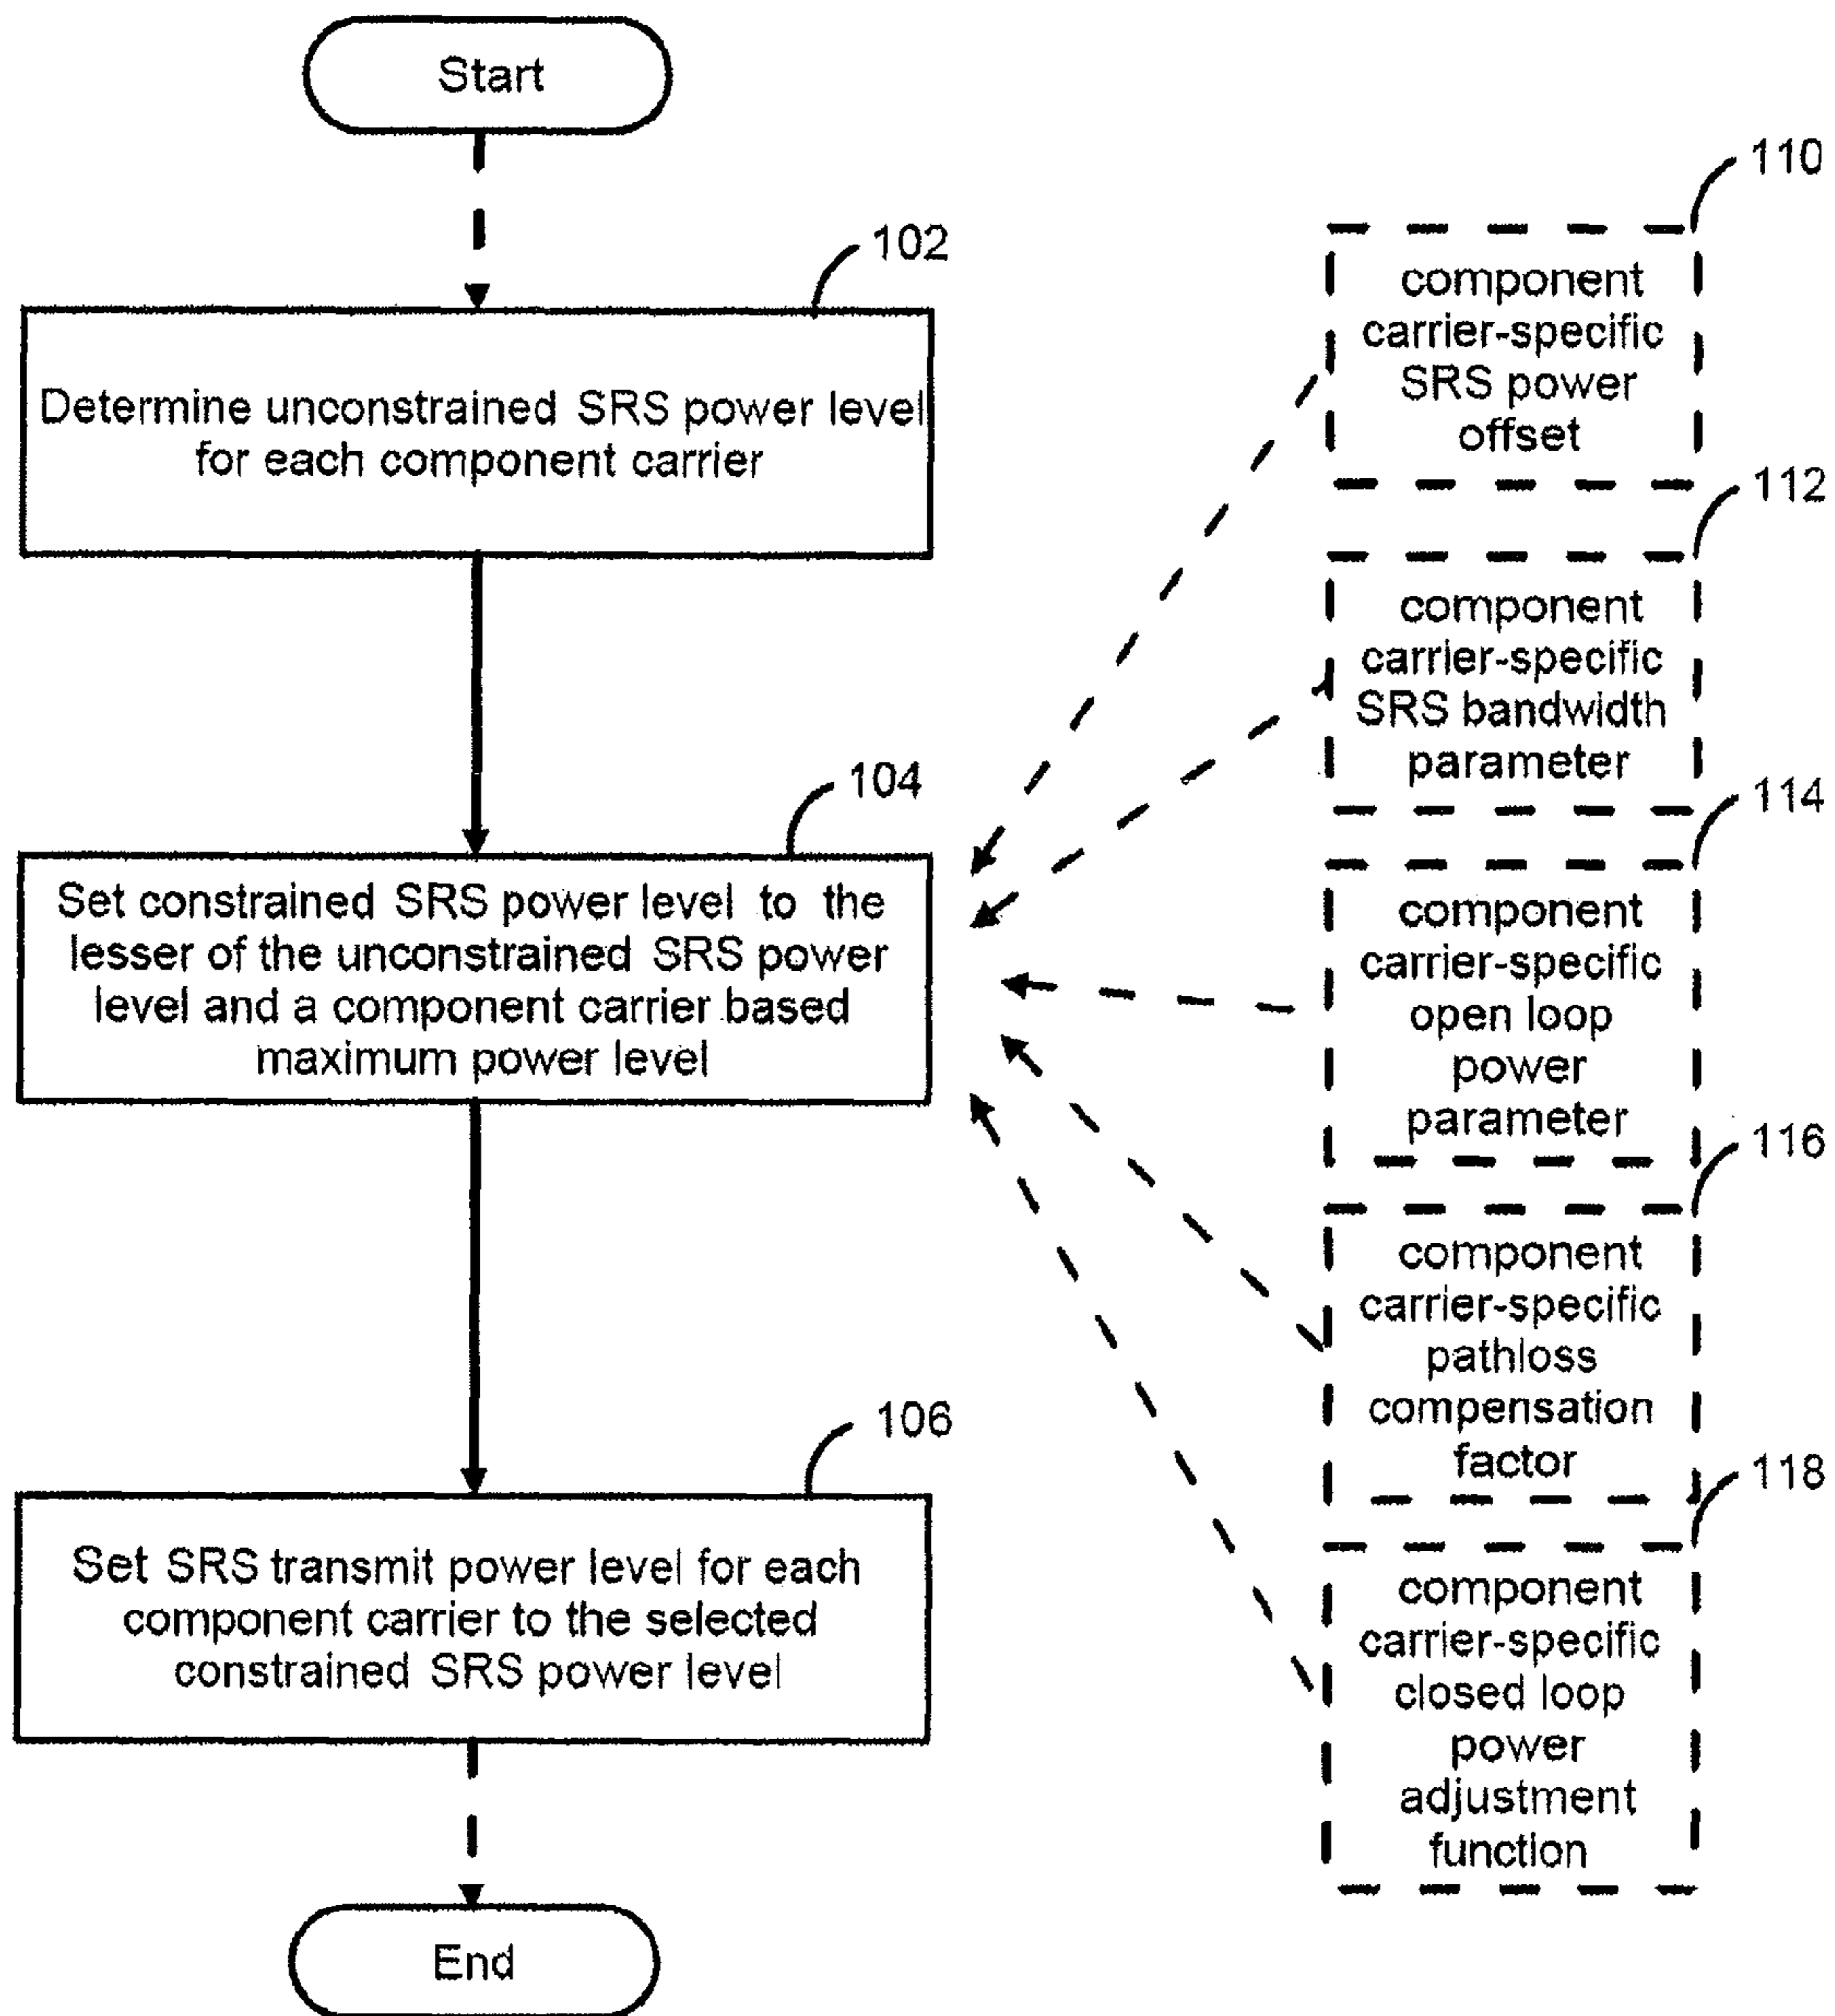 Start
102
Determine unconstrained SRS power level
for each component carrier
104
Set constrained SRS power level to the
lesser of the unconstrained SRS power
level and a component carrier based
maximum power level
106
Set SRS transmit power level for each
component carrier to the selected
constrained SRS power level
End
110
component
carrier-specific
SRS power
offset
112
component
carrier-specific
SRS bandwidth
parameter
114
component
carrier-specific
open loop
power
parameter
116
component
carrier-specific
pathloss
compensation
factor
118
component
carrier-specific
closed loop
power
adjustment
function